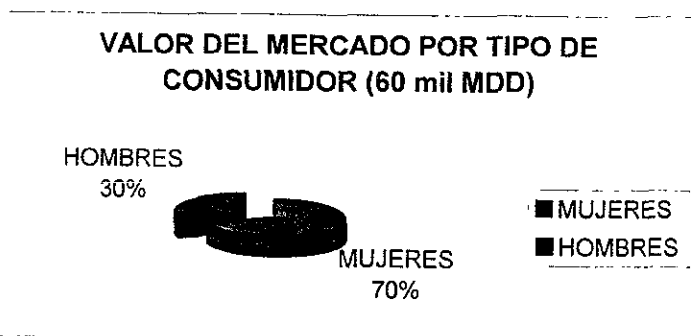 VALOR DEL MERCADO POR TIPO DE
CONSUMIDOR (60 mil MDD)
HOMBRES
30%
MUJERES
70%
MUJERES
HOMBRES